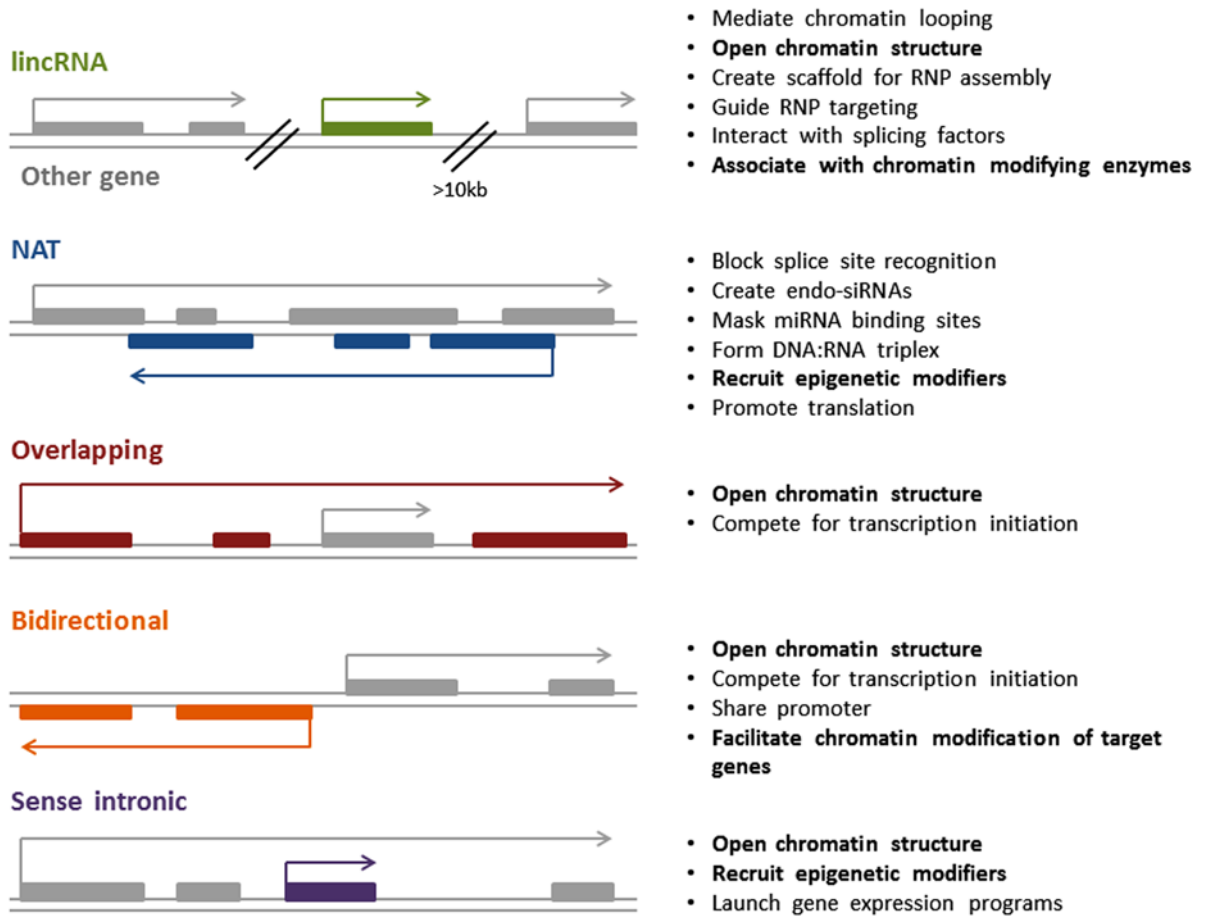 lincRNA
Other gene
>10kb
• Mediate chromatin looping
• Open chromatin structure
• Create scaffold for RNP assembly
• Guide RNP targeting
• Interact with splicing factors
• Associate with chromatin modifying enzymes
NAT
• Block splice site recognition
• Create endo-siRNAs
• Mask miRNA binding sites
• Form DNA:RNA triplex
• Recruit epigenetic modifiers
• Promote translation
Overlapping
• Open chromatin structure
• Compete for transcription initiation
Bidirectional
• Open chromatin structure
• Compete for transcription initiation
• Share promoter
• Facilitate chromatin modification of target
genes
Sense intronic
• Open chromatin structure
• Recruit epigenetic modifiers
• Launch gene expression programs